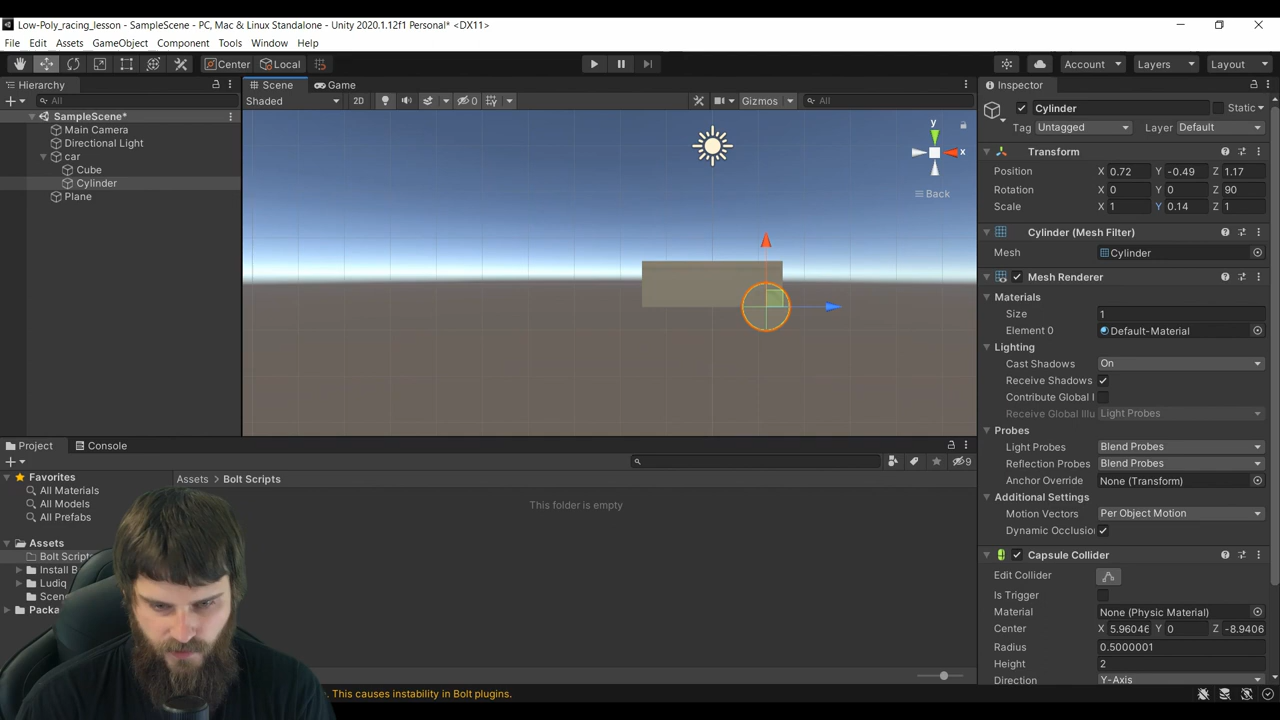 Low-Poly_racing_lesson - SampleScene - PC, Mac & Linux Standalone - Unity 2020.1.12f1 Personal* <DX11>
File Edit Assets GameObject Component Tools Window Help
Center Local Account Layers Layout
Hierarchy
All
SampleScene*
Main Camera
Directional Light
car
Cube
Cylinder
Plane
Scene Game
Shaded 2D 0 Gizmos All
y
x
Back
Inspector
Cylinder Static
Tag Untagged Layer Default
Transform
Position X 0.72 Y -0.49 Z 1.17
Rotation X 0 Y 0 Z 90
Scale X 1 Y 0.14 Z 1
Cylinder (Mesh Filter)
Mesh Cylinder
Mesh Renderer
Materials
Size 1
Element 0 Default-Material
Lighting
Cast Shadows On
Receive Shadows
Contribute Global I
Receive Global Illu Light Probes
Probes
Light Probes Blend Probes
Reflection Probes Blend Probes
Anchor Override None (Transform)
Additional Settings
Motion Vectors Per Object Motion
Dynamic Occlusion
Capsule Collider
Edit Collider
Is Trigger
Material None (Physic Material)
Center X 5.96046 Y 0 Z -8.9406
Radius 0.5000001
Height 2
Direction Y-Axis
Project Console
9
Favorites
All Materials
All Models
All Prefabs
Assets
Bolt Scripts
Install B
Ludiq
Scen
Pack
Assets > Bolt Scripts
This folder is empty
. This causes instability in Bolt plugins.